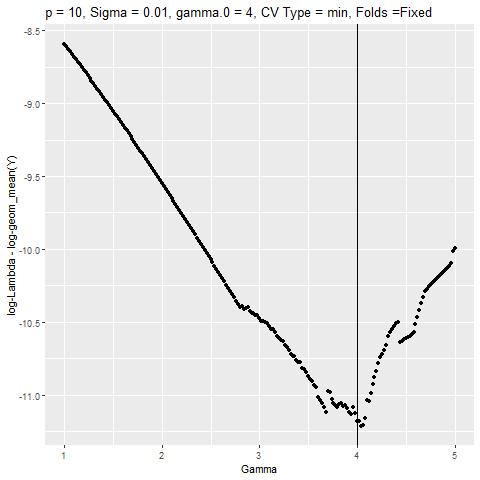 p = 10, Sigma = 0.01, gamma.0 = 4, CV Type = min, Folds =Fixed
-8.5
-9.0
-9.5
-10.0
-10.5
-11.0
log-Lambda - log-geom_mean(Y)
1 2 3 4 5
Gamma